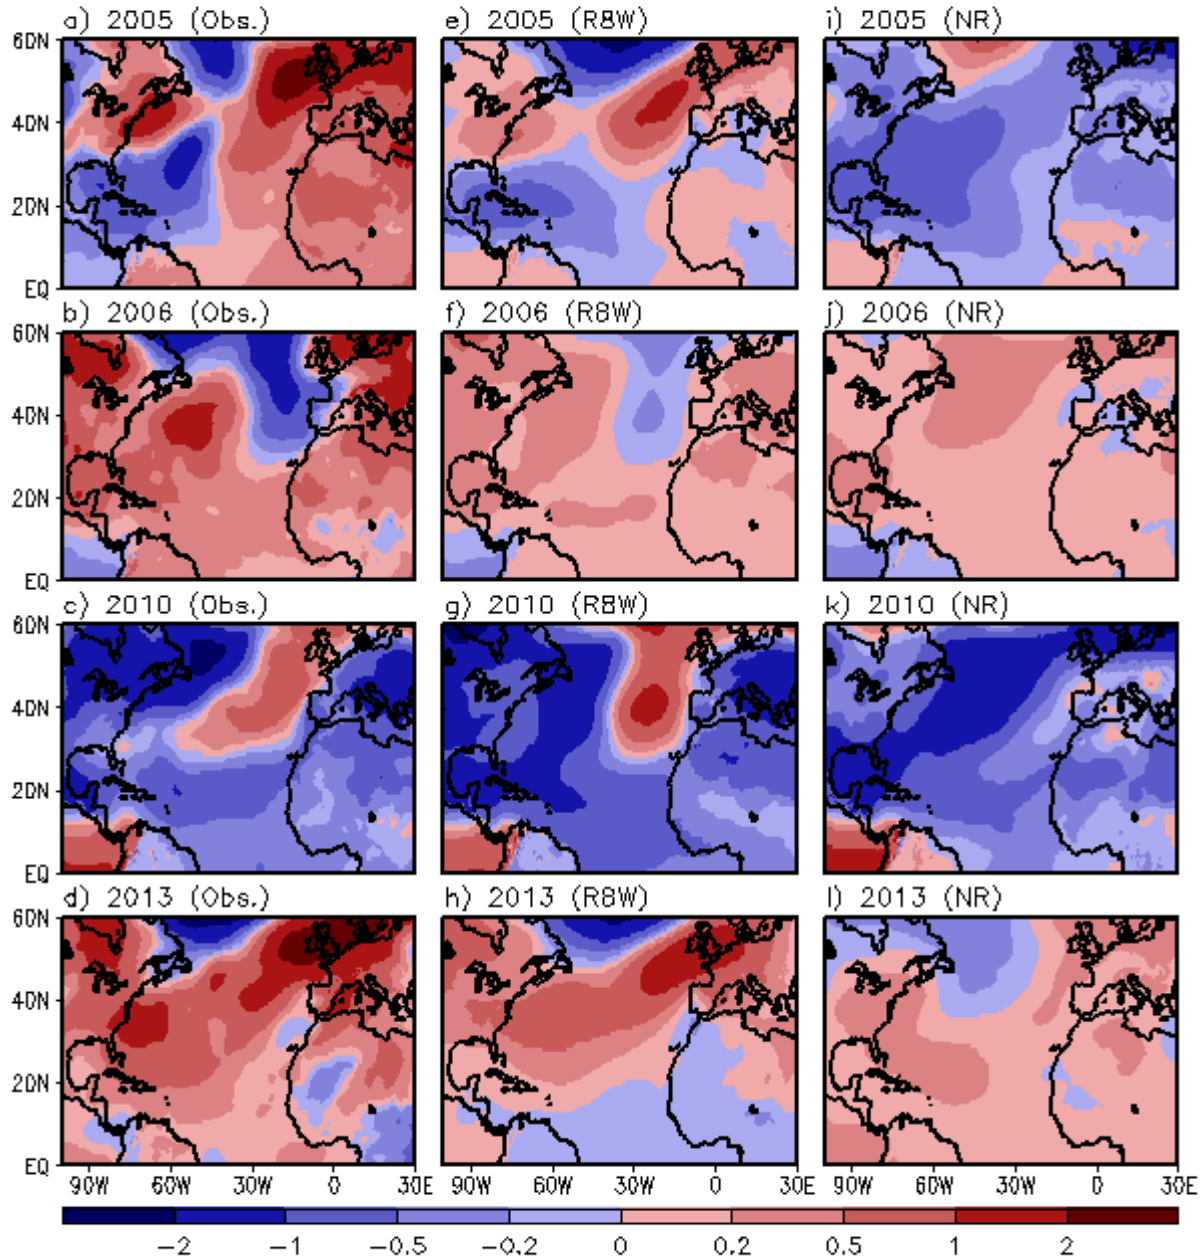 a) 2005 (Obs.) e) 2005 (R8W) i) 2005 (NR)
60N
40N
20N
EQ
b) 2006 (Obs.) f) 2006 (R8W) j) 2006 (NR)
60N
40N
20N
EQ
c) 2010 (Obs.) g) 2010 (R8W) k) 2010 (NR)
60N
40N
20N
EQ
d) 2013 (Obs.) h) 2013 (R8W) l) 2013 (NR)
60N
40N
20N
EQ
90W 60W 30W 0 30E 90W 60W 30W 0 30E 90W 60W 30W 0 30E
-2 -1 -0.5 -0.2 0 0.2 0.5 1 2